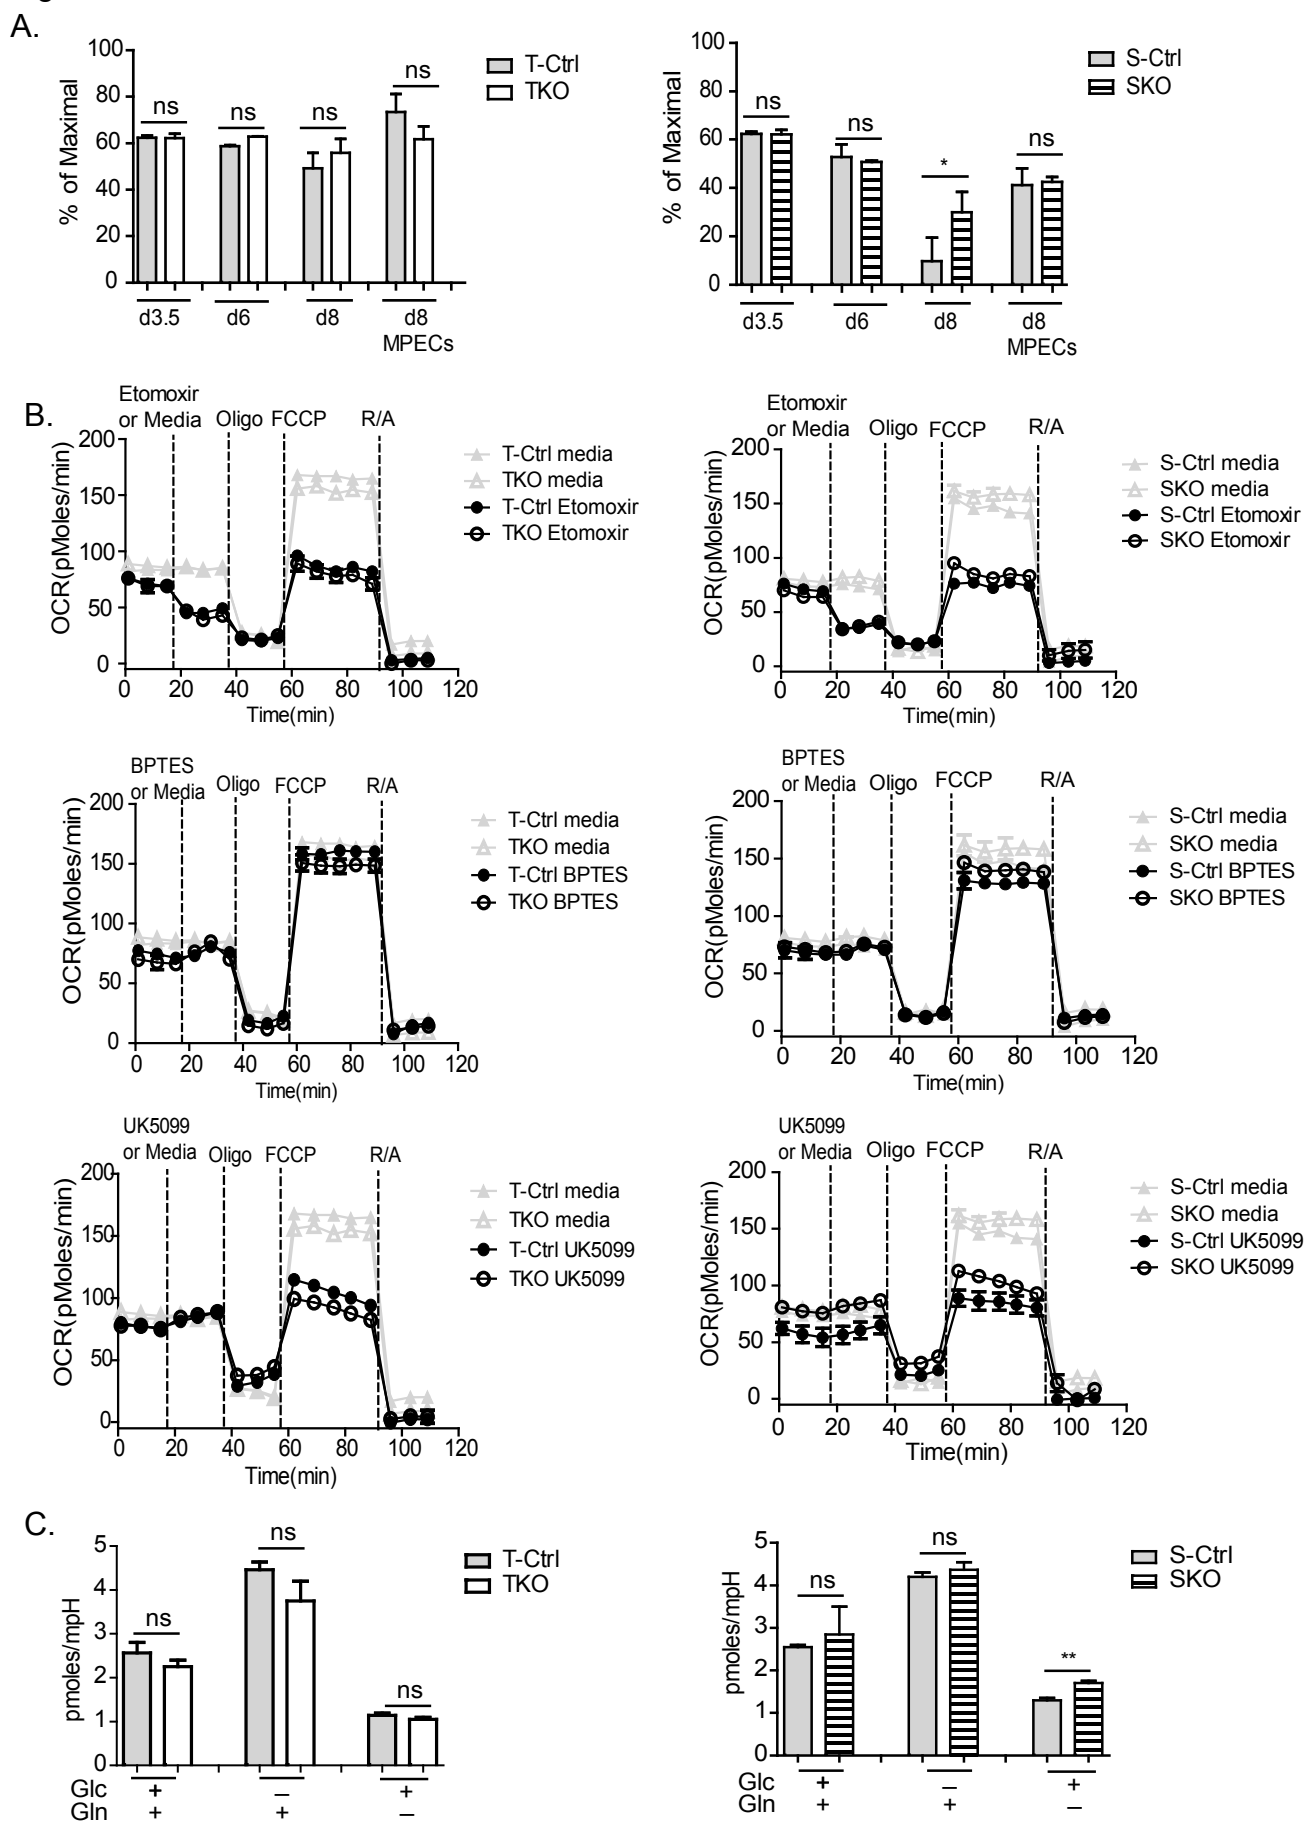 A.
% of Maximal
100
80
60
40
20
0
ns
ns
ns
ns
d3.5
d6
d8
d8
MPECs
T-Ctrl
TKO
% of Maximal
100
80
60
40
20
0
ns
ns
*
ns
d3.5
d6
d8
d8
MPECs
S-Ctrl
SKO
B.
Etomoxir
or Media
Oligo
FCCP
R/A
OCR(pMoles/min)
200
150
100
50
0
0 20 40 60 80 100 120
Time(min)
T-Ctrl media
TKO media
T-Ctrl Etomoxir
TKO Etomoxir
Etomoxir
or Media
Oligo
FCCP
R/A
OCR(pMoles/min)
200
150
100
50
0
0 20 40 60 80 100 120
Time(min)
S-Ctrl media
SKO media
S-Ctrl Etomoxir
SKO Etomoxir
BPTES
or Media
Oligo
FCCP
R/A
OCR(pMoles/min)
200
150
100
50
0
0 20 40 60 80 100 120
Time(min)
T-Ctrl media
TKO media
T-Ctrl BPTES
TKO BPTES
BPTES
or Media
Oligo
FCCP
R/A
OCR(pMoles/min)
200
150
100
50
0
0 20 40 60 80 100 120
Time(min)
S-Ctrl media
SKO media
S-Ctrl BPTES
SKO BPTES
UK5099
or Media
Oligo
FCCP
R/A
OCR(pMoles/min)
200
150
100
50
0
0 20 40 60 80 100 120
Time(min)
T-Ctrl media
TKO media
T-Ctrl UK5099
TKO UK5099
UK5099
or Media
Oligo
FCCP
R/A
OCR(pMoles/min)
200
150
100
50
0
0 20 40 60 80 100 120
Time(min)
S-Ctrl media
SKO media
S-Ctrl UK5099
SKO UK5099
C.
pmoles/mpH
5
4
3
2
1
0
ns
ns
ns
Glc + – +
Gln + + –
T-Ctrl
TKO
pmoles/mpH
5
4
3
2
1
0
ns
ns
**
Glc + – +
Gln + + –
S-Ctrl
SKO